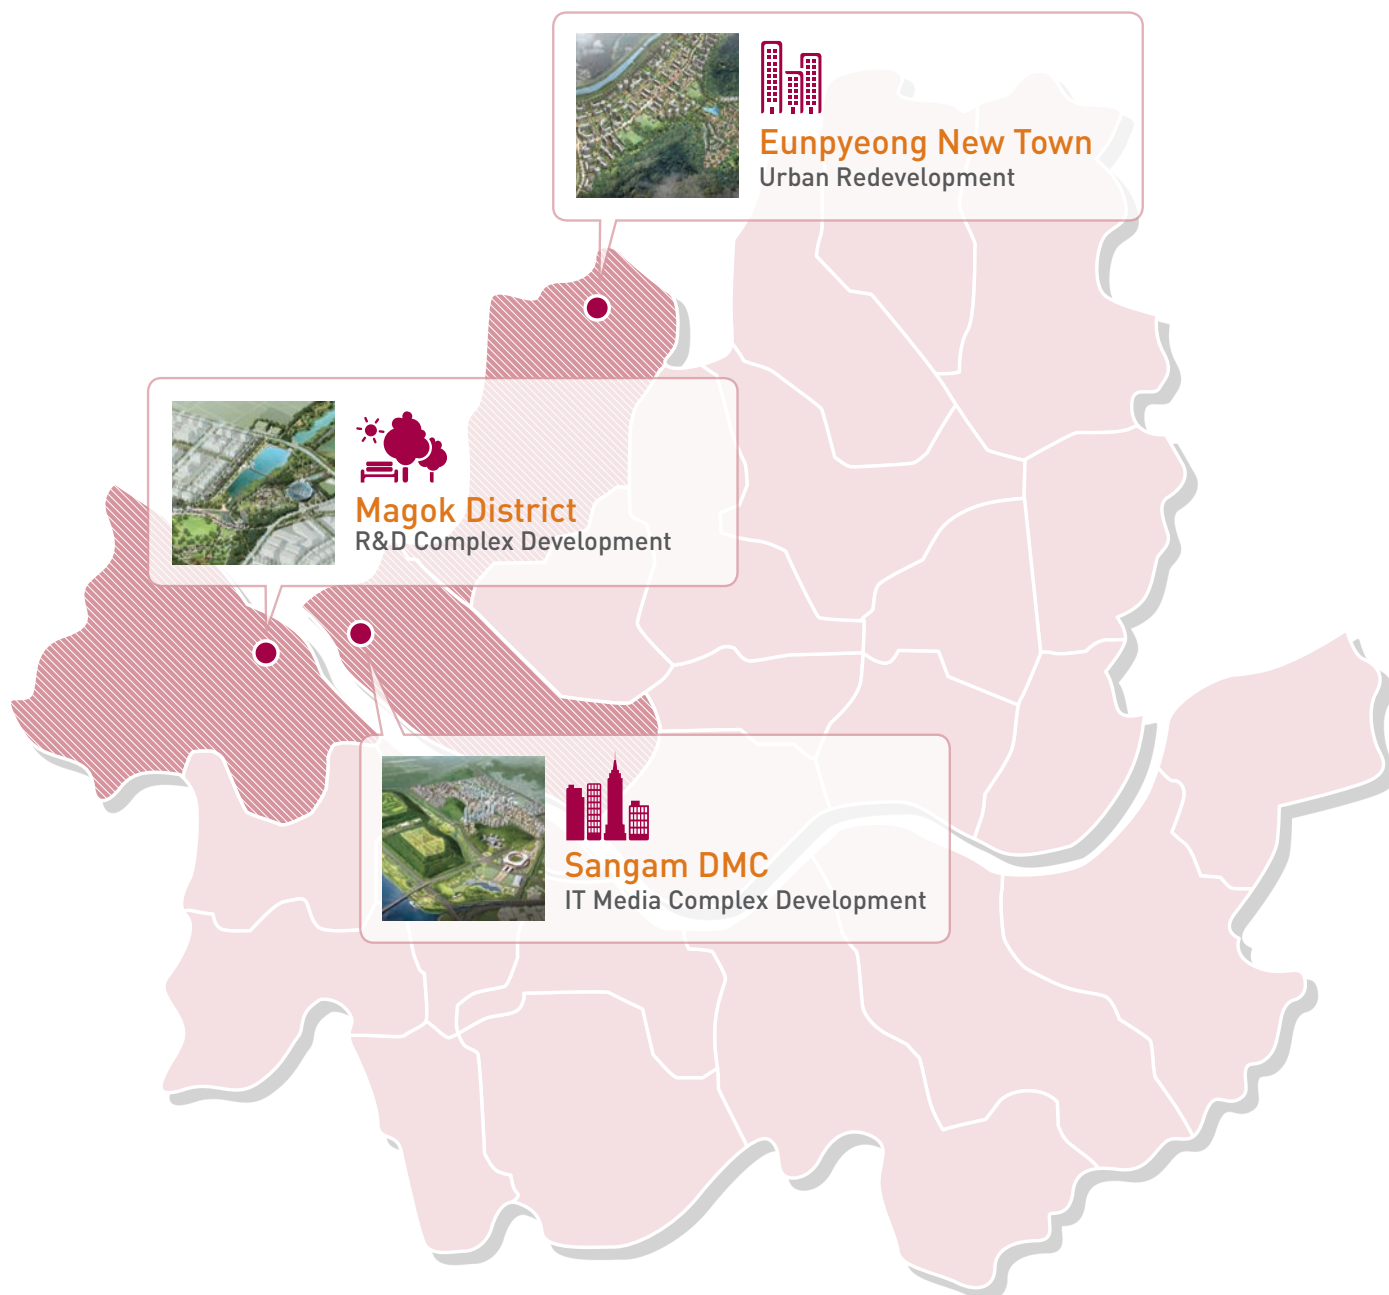 Eunpyeong New Town
Urban Redevelopment
Magok District
R&D Complex Development
Sangam DMC
IT Media Complex Development